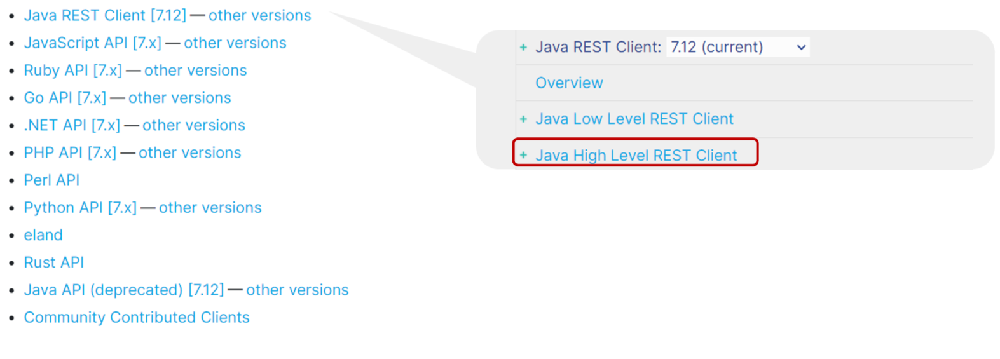 Java REST Client [7.12] — other versions
JavaScript API [7.x] — other versions
Ruby API [7.x] — other versions
Go API [7.x] — other versions
.NET API [7.x] — other versions
PHP API [7.x] — other versions
Perl API
Python API [7.x] — other versions
eland
Rust API
Java API (deprecated) [7.12] — other versions
Community Contributed Clients
+ Java REST Client: 7.12 (current)
Overview
+ Java Low Level REST Client
+ Java High Level REST Client